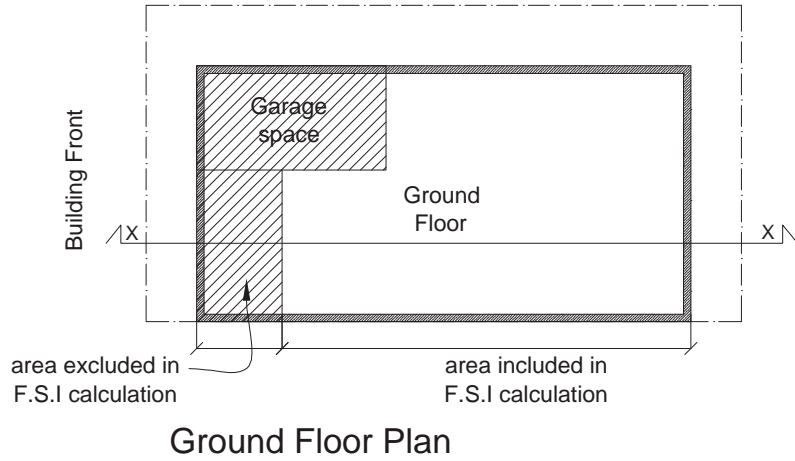 Garage
space
Building Front
Ground
Floor
X
X
area excluded in
F.S.I calculation
area included in
F.S.I calculation
Ground Floor Plan